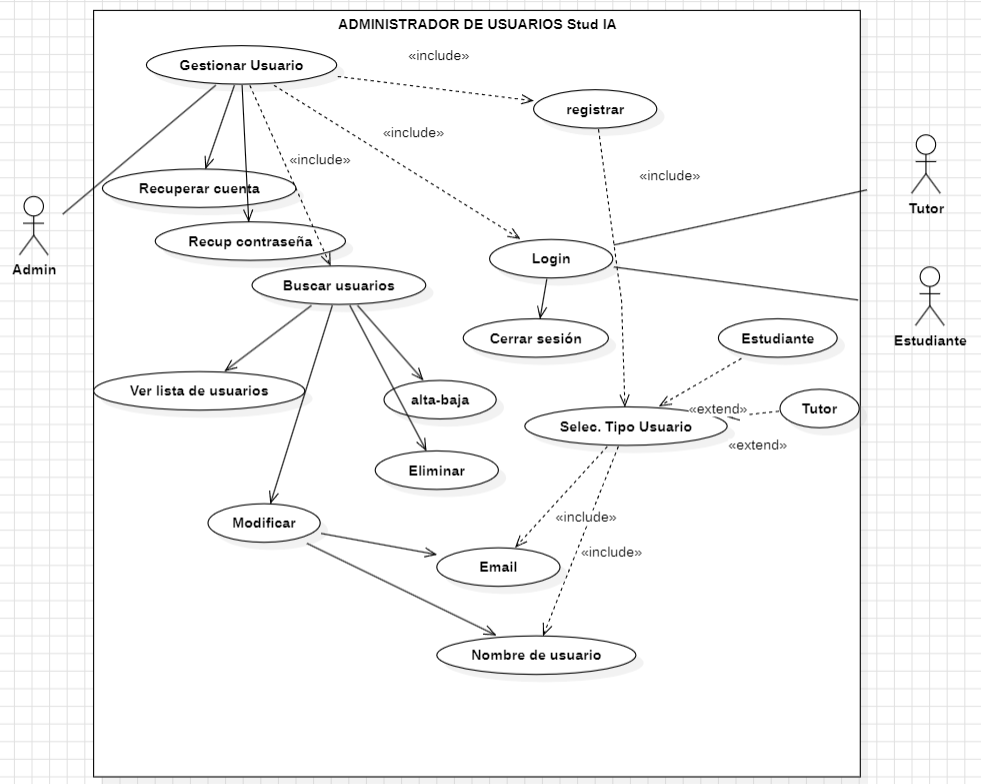 ADMINISTRADOR DE USUARIOS Stud IA
«include»
Gestionar Usuario
registrar
«include»
«include»
«include»
Recuperar cuenta
Tutor
Recup contraseña
Login
Admin
Buscar usuarios
Cerrar sesión
Estudiante
Estudiante
Ver lista de usuarios
alta-baja
«extend»
Tutor
Selec. Tipo Usuario
«extend»
Eliminar
«include»
Modificar
«include»
Email
Nombre de usuario